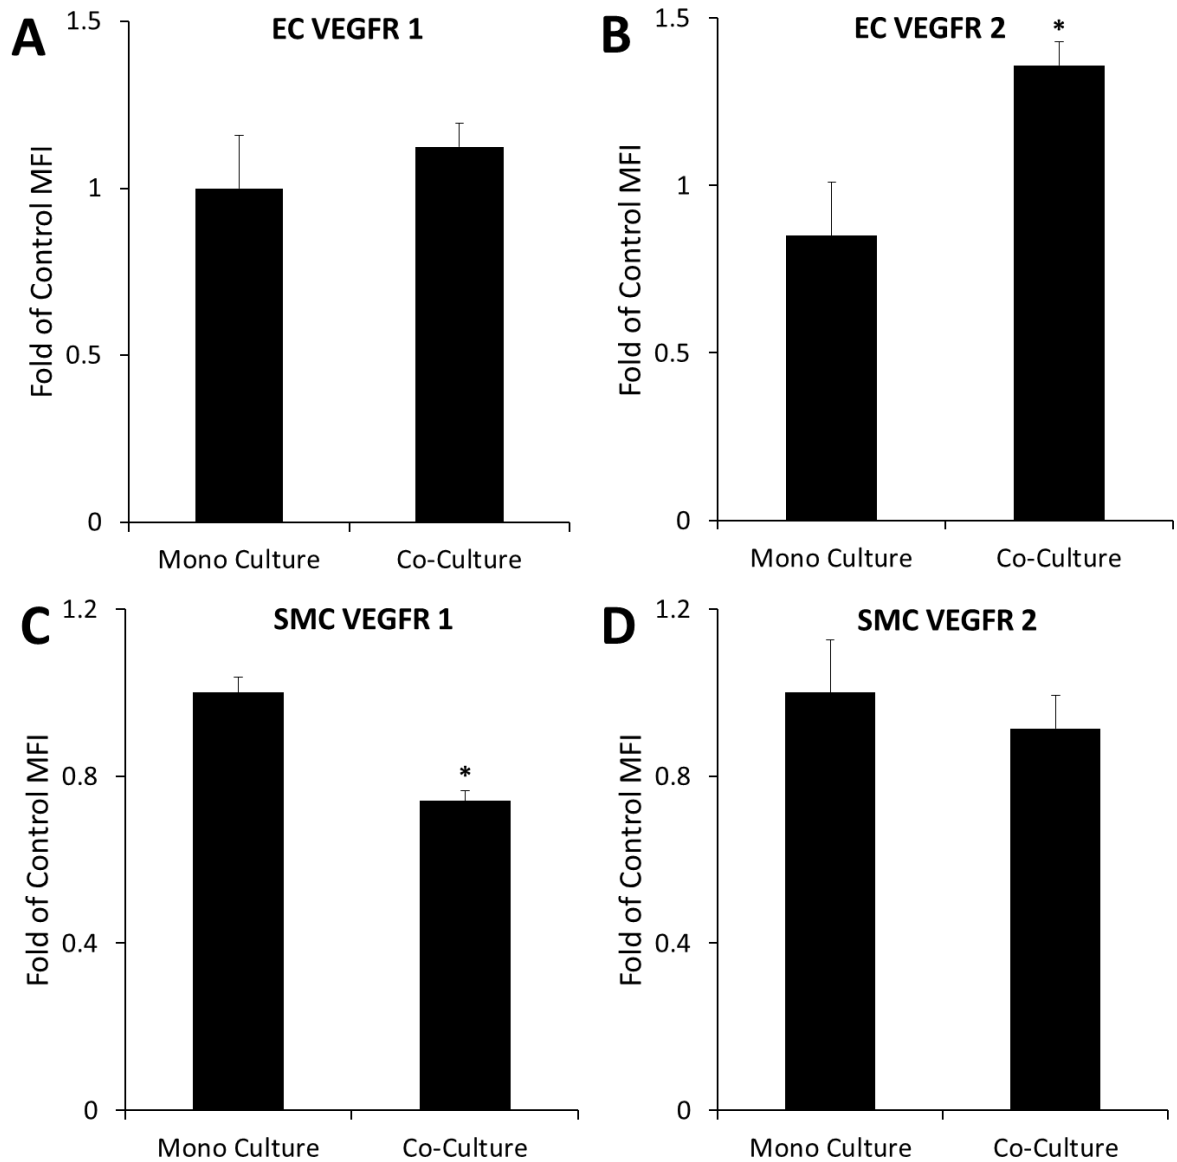 A
EC VEGFR 1
Fold of Control MFI
1.5
1
0.5
0
Mono Culture
Co-Culture
B
EC VEGFR 2
Fold of Control MFI
1.5
1
0.5
0
*
Mono Culture
Co-Culture
C
SMC VEGFR 1
Fold of Control MFI
1.2
0.8
0.4
0
*
Mono Culture
Co-Culture
D
SMC VEGFR 2
Fold of Control MFI
1.2
0.8
0.4
0
Mono Culture
Co-Culture